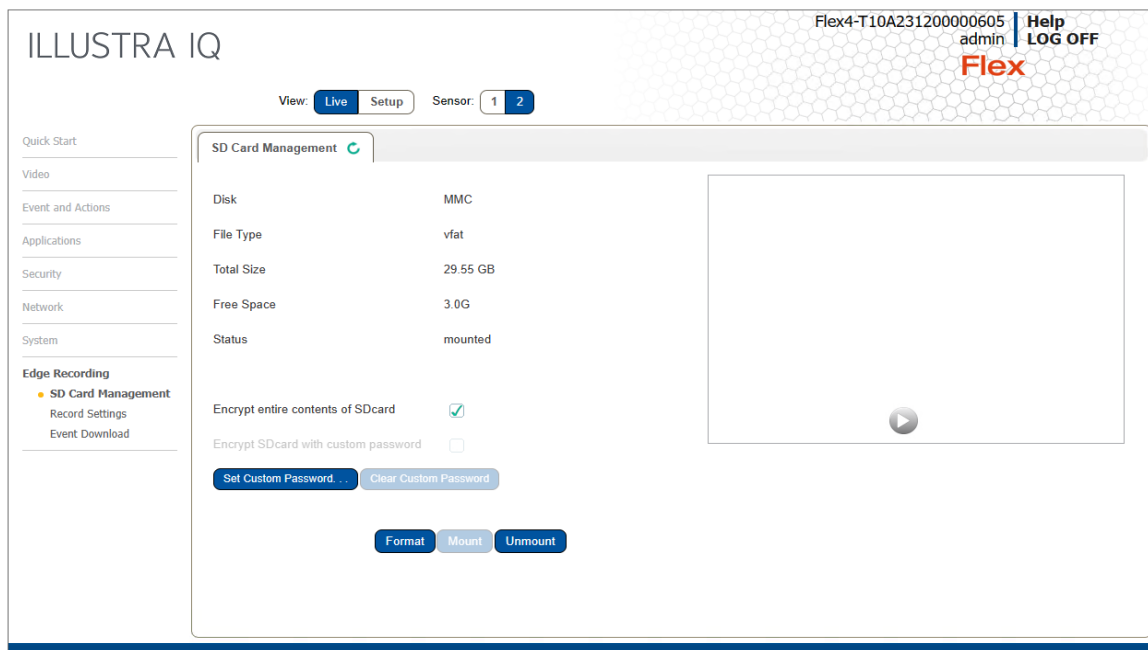 ILLUSTRA IQ
Flex4-T10A231200000605 Help
admin LOG OFF
Flex
View: Live Setup Sensor: 1 2
Quick Start
Video
Event and Actions
Applications
Security
Network
System
Edge Recording
SD Card Management
Record Settings
Event Download
SD Card Management
Disk MMC
File Type vfat
Total Size 29.55 GB
Free Space 3.0G
Status mounted
Encrypt entire contents of SDcard
Encrypt SDcard with custom password
Set Custom Password. . . Clear Custom Password
Format Mount Unmount